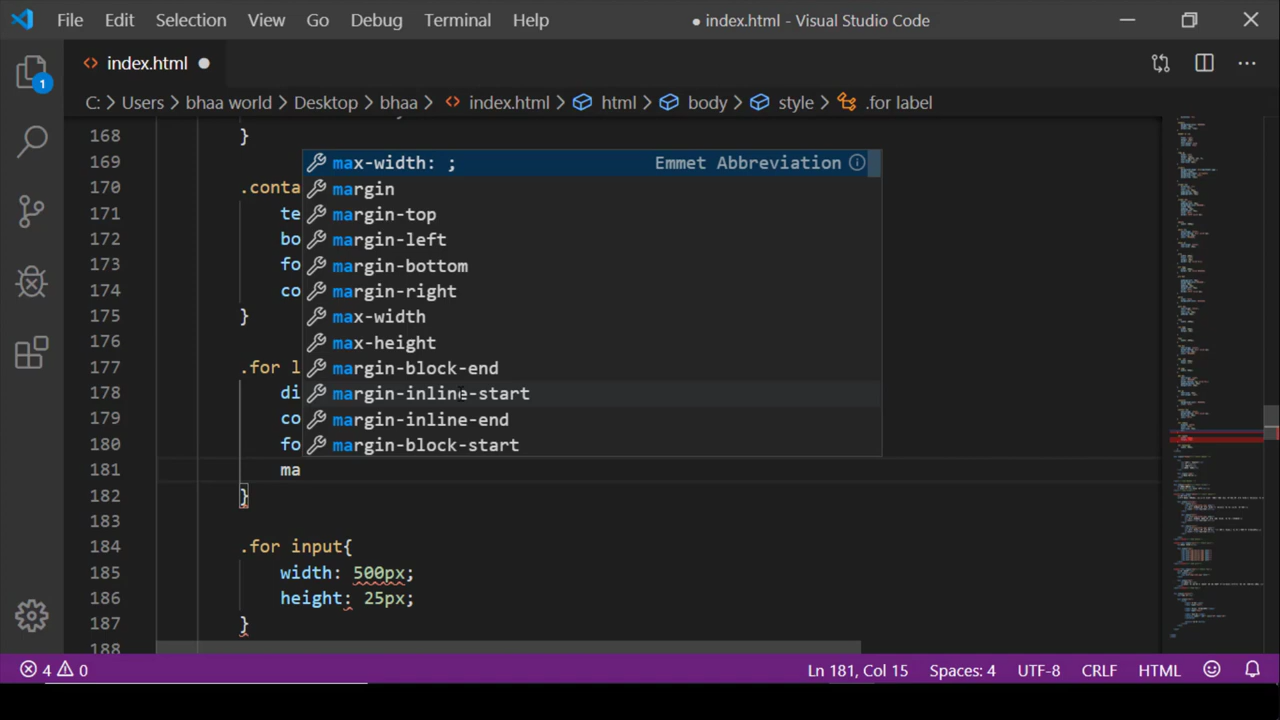 File Edit Selection View Go Debug Terminal Help ● index.html - Visual Studio Code
index.html
1
C: > Users > bhaa world > Desktop > bhaa > index.html > html > body > style > .for label
168 }
169
170 .conta
171 te
172 bo
173 fo
174 co
175 }
176
177 .for l
178 di
179 co
180 fo
181 ma
182 }
183
184 .for input{
185 width: 500px;
186 height: 25px;
187 }
188
max-width: ; Emmet Abbreviation
margin
margin-top
margin-left
margin-bottom
margin-right
max-width
max-height
margin-block-end
margin-inline-start
margin-inline-end
margin-block-start
4 0 Ln 181, Col 15 Spaces: 4 UTF-8 CRLF HTML